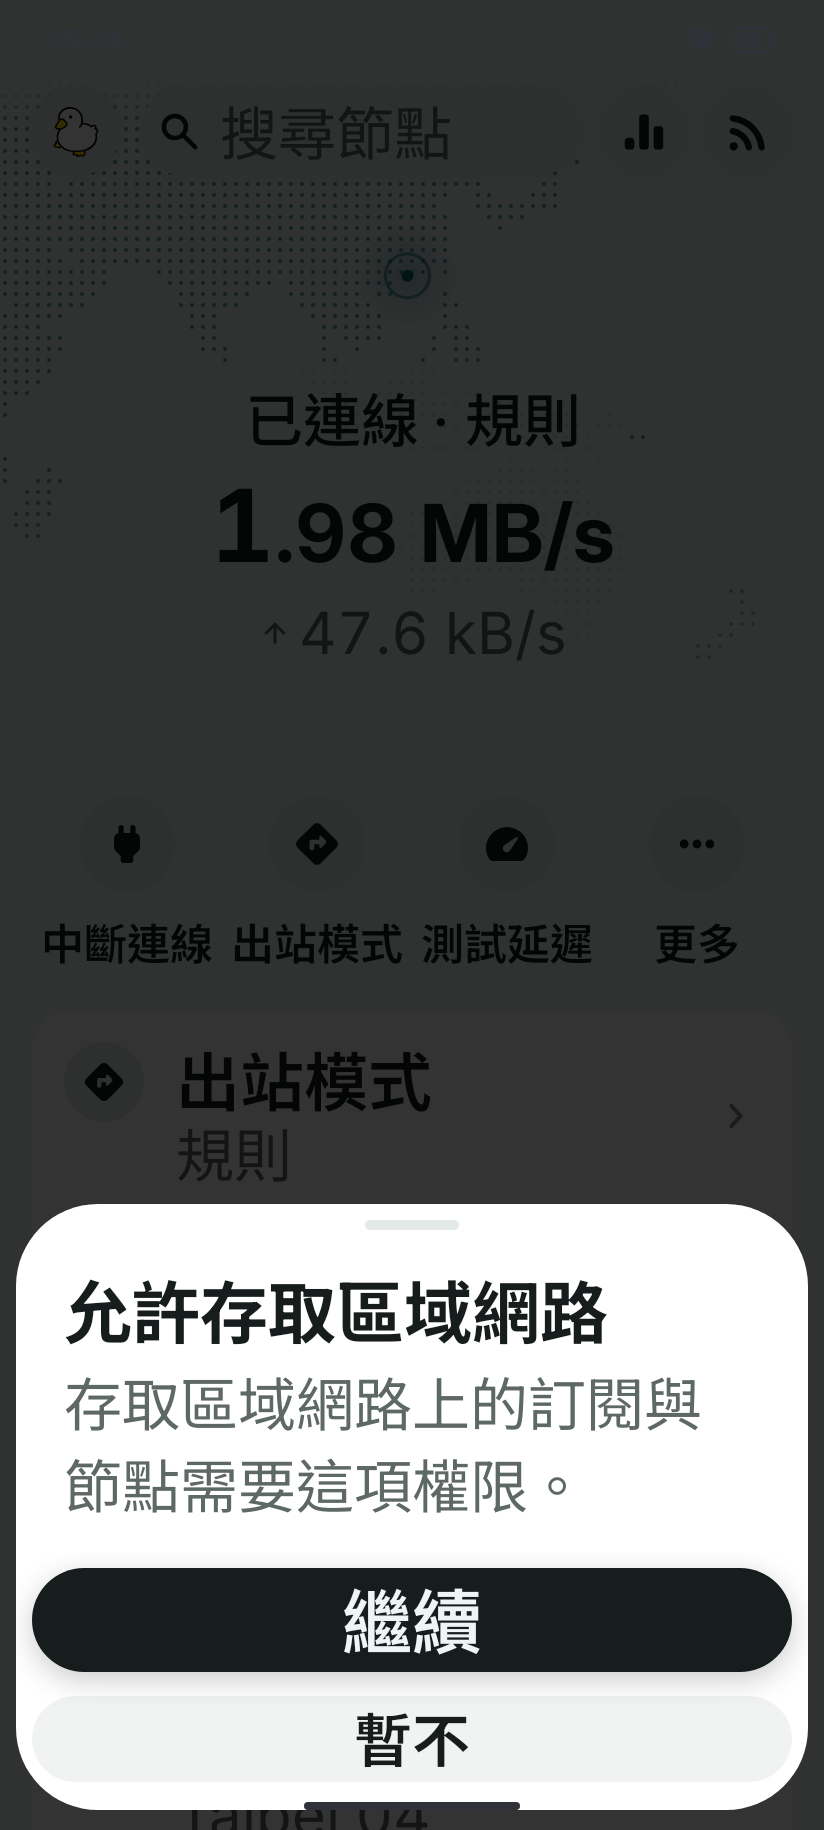 搜尋節點
已連線 · 規則
1.98 MB/s
↑ 47.6 kB/s
中斷連線 出站模式 測試延遲 更多
出站模式
規則
允許存取區域網路
存取區域網路上的訂閱與
節點需要這項權限。
繼續
暫不
Taipei 04